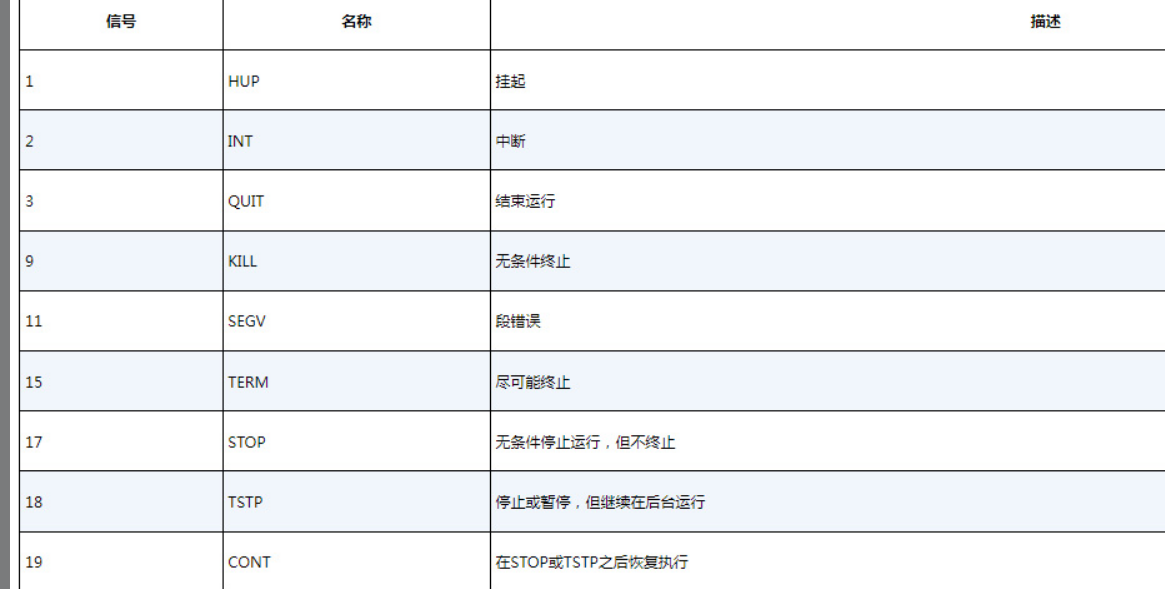 信号 名称 描述
1 HUP 挂起
2 INT 中断
3 QUIT 结束运行
9 KILL 无条件终止
11 SEGV 段错误
15 TERM 尽可能终止
17 STOP 无条件停止运行，但不终止
18 TSTP 停止或暂停，但继续在后台运行
19 CONT 在STOP或TSTP之后恢复执行